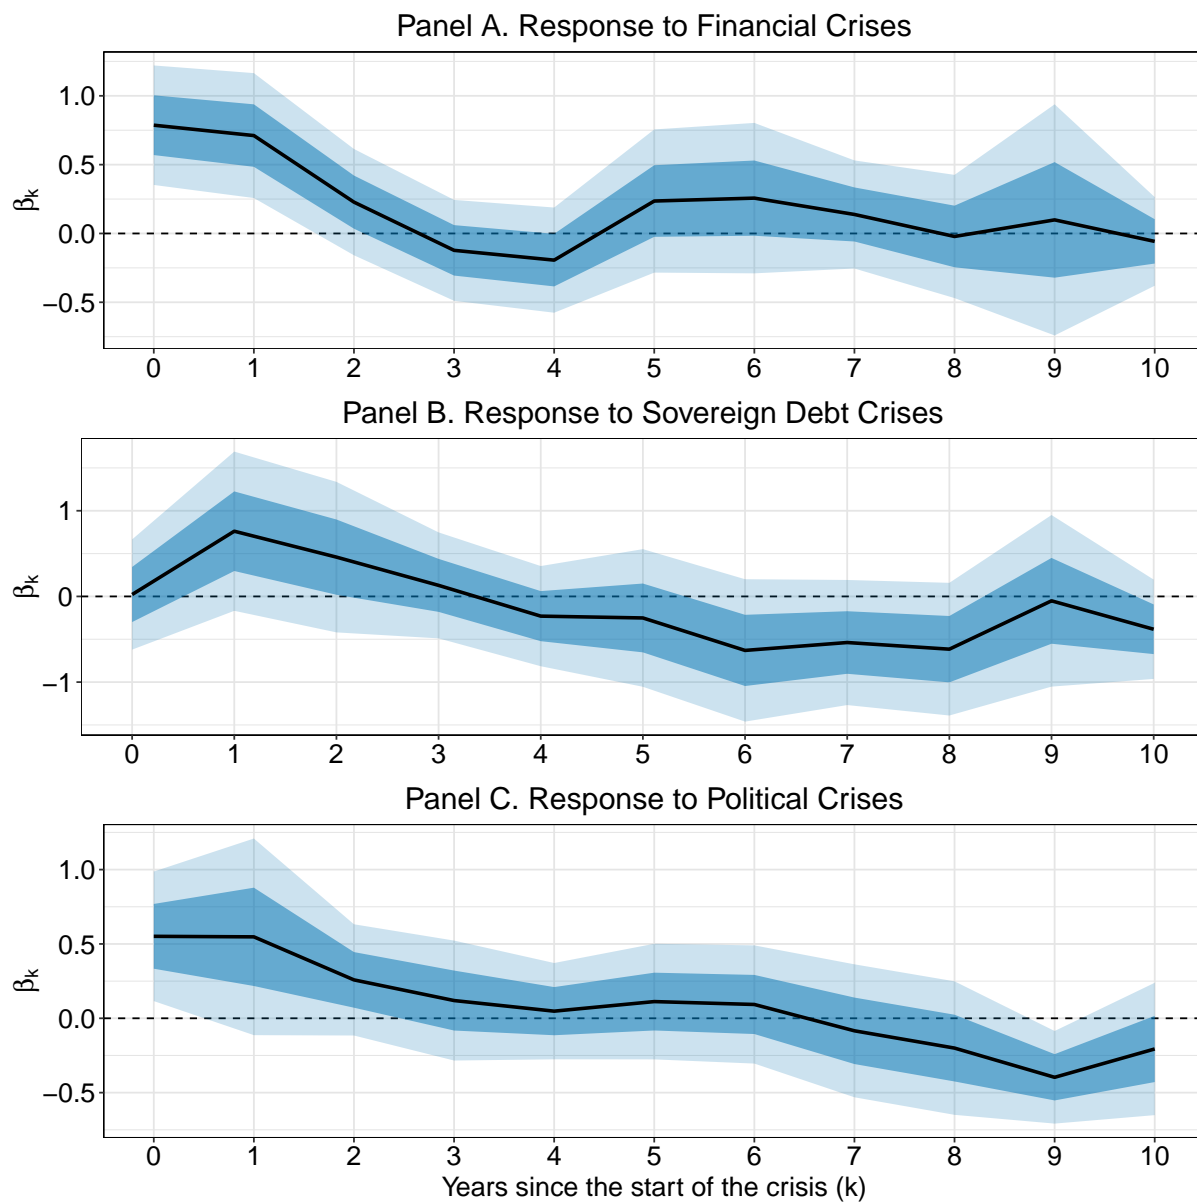 Panel A. Response to Financial Crises
1.0
0.5
0.0
−0.5
βk
0 1 2 3 4 5 6 7 8 9 10
Panel B. Response to Sovereign Debt Crises
1
0
−1
βk
0 1 2 3 4 5 6 7 8 9 10
Panel C. Response to Political Crises
1.0
0.5
0.0
−0.5
βk
0 1 2 3 4 5 6 7 8 9 10
Years since the start of the crisis (k)